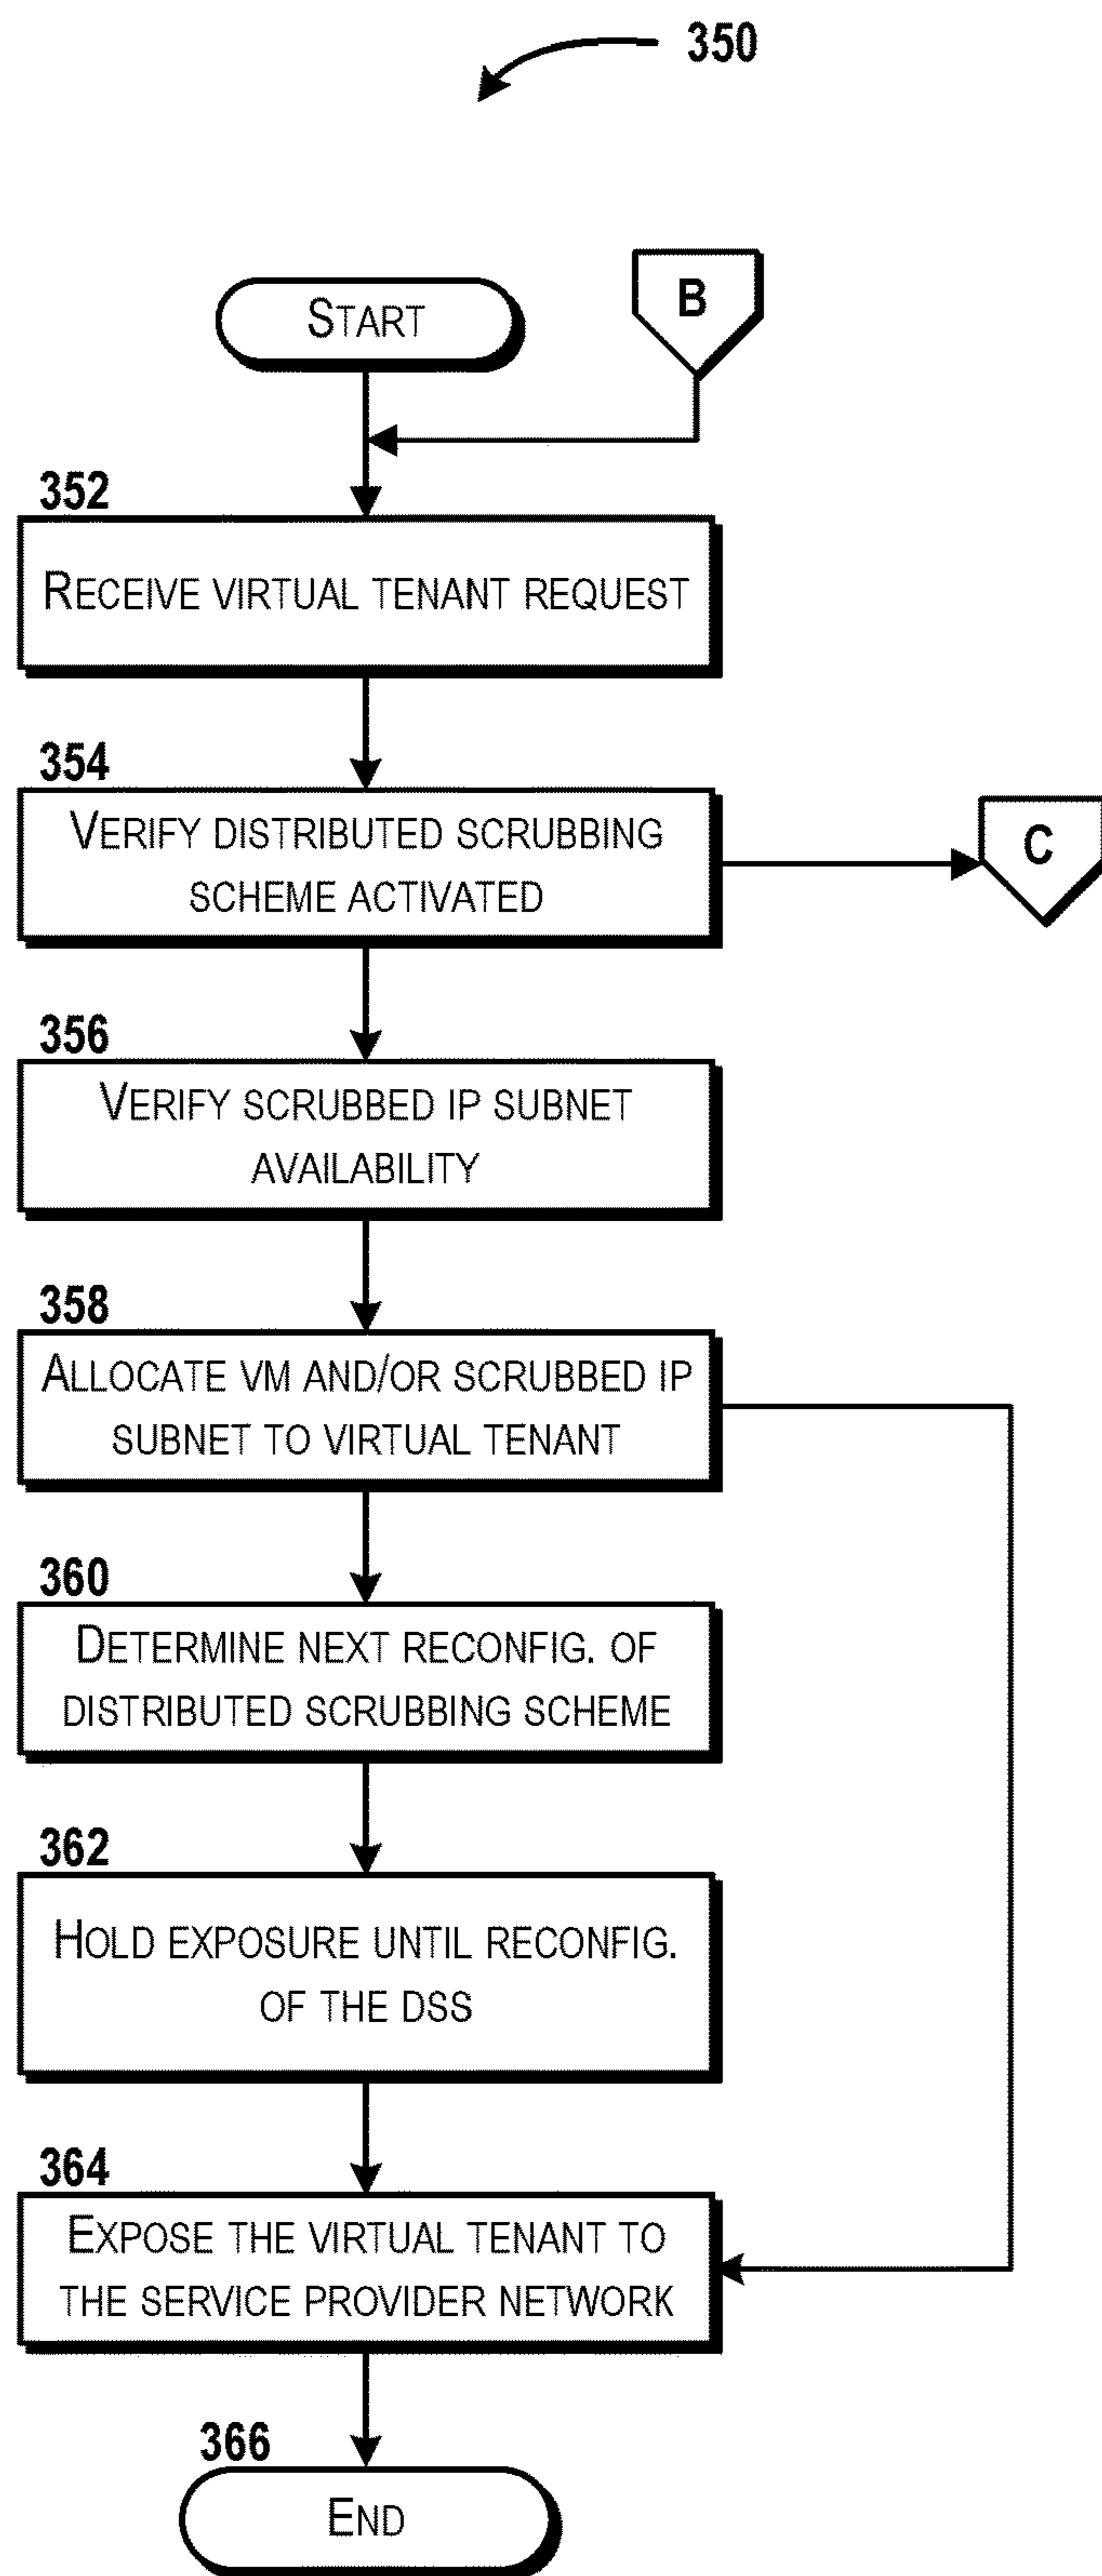 350
START
B
352
RECEIVE VIRTUAL TENANT REQUEST
354
VERIFY DISTRIBUTED SCRUBBING
SCHEME ACTIVATED
C
356
VERIFY SCRUBBED IP SUBNET
AVAILABILITY
358
ALLOCATE VM AND/OR SCRUBBED IP
SUBNET TO VIRTUAL TENANT
360
DETERMINE NEXT RECONFIG. OF
DISTRIBUTED SCRUBBING SCHEME
362
HOLD EXPOSURE UNTIL RECONFIG.
OF THE DSS
364
EXPOSE THE VIRTUAL TENANT TO
THE SERVICE PROVIDER NETWORK
366
END